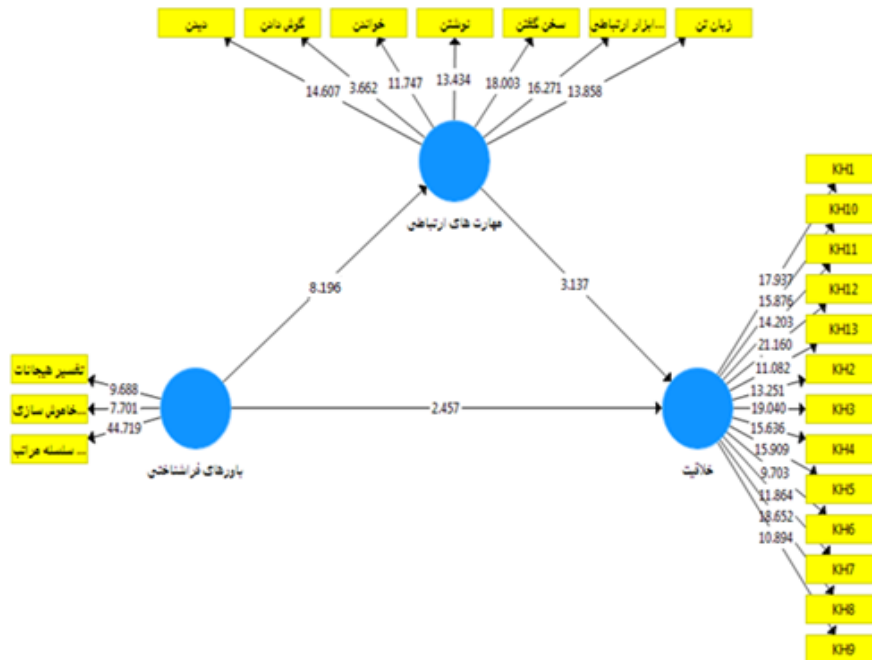 دیدن
گوش دادن
خواندن
نوشتن
سخن گفتن
ابزار ارتباطی...
زبان تن
14.607
3.662
11.747
13.434
18.003
16.271
13.858
مهارت های ارتباطی
8.196
3.137
2.457
تفسیر هیجانات
خاموش سازی...
سلسله مراتب ...
9.688
7.701
44.719
باورهای فراشناختی
خلاقیت
17.937
15.876
14.203
21.160
11.082
13.251
19.040
15.636
15.909
9.703
11.864
18.652
10.894
KH1
KH10
KH11
KH12
KH13
KH2
KH3
KH4
KH5
KH6
KH7
KH8
KH9